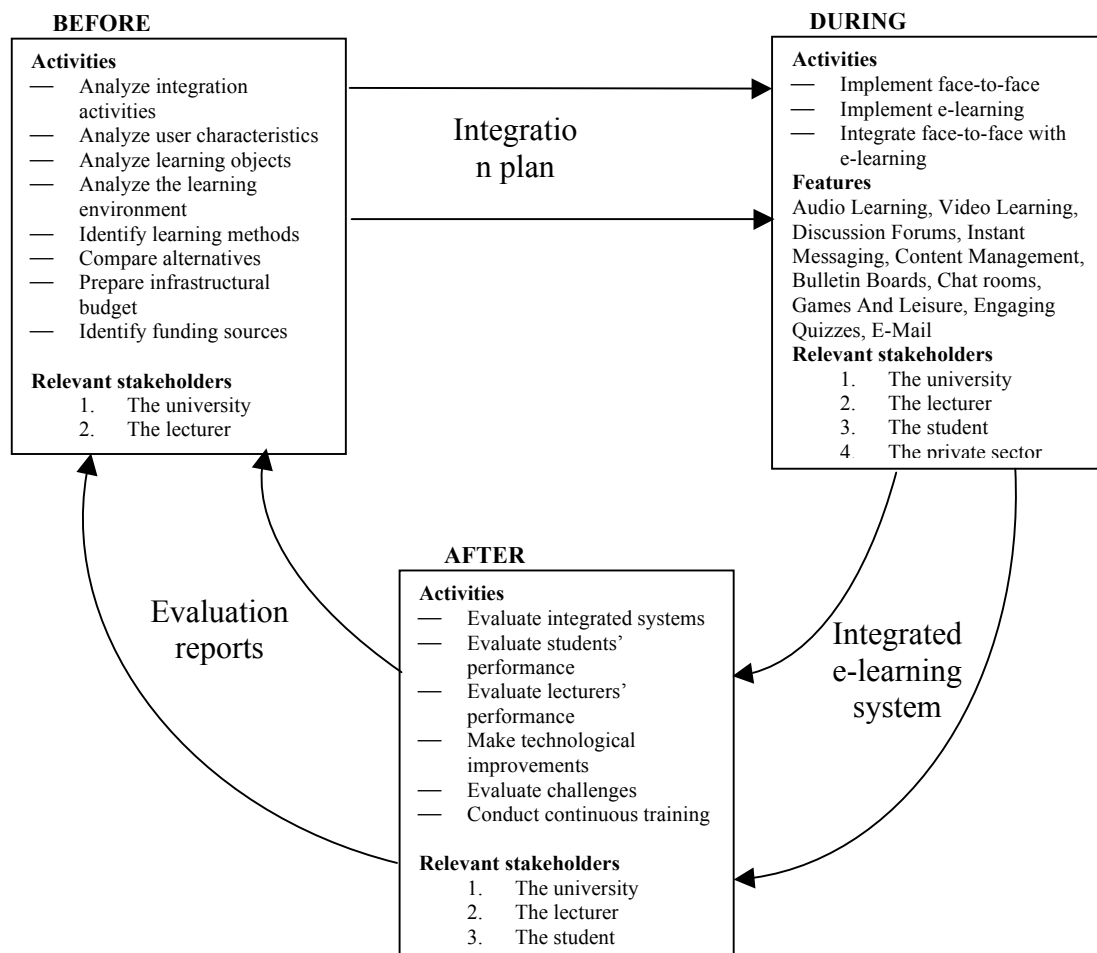 BEFORE
Activities
— Analyze integration
activities
— Analyze user characteristics
— Analyze learning objects
— Analyze the learning
environment
— Identify learning methods
— Compare alternatives
— Prepare infrastructural
budget
— Identify funding sources
Relevant stakeholders
1. The university
2. The lecturer
Integratio
n plan
DURING
Activities
— Implement face-to-face
— Implement e-learning
— Integrate face-to-face with
e-learning
Features
Audio Learning, Video Learning,
Discussion Forums, Instant
Messaging, Content Management,
Bulletin Boards, Chat rooms,
Games And Leisure, Engaging
Quizzes, E-Mail
Relevant stakeholders
1. The university
2. The lecturer
3. The student
4. The private sector
Evaluation
reports
AFTER
Activities
— Evaluate integrated systems
— Evaluate students’
performance
— Evaluate lecturers’
performance
— Make technological
improvements
— Evaluate challenges
— Conduct continuous training
Relevant stakeholders
1. The university
2. The lecturer
3. The student
Integrated
e-learning
system